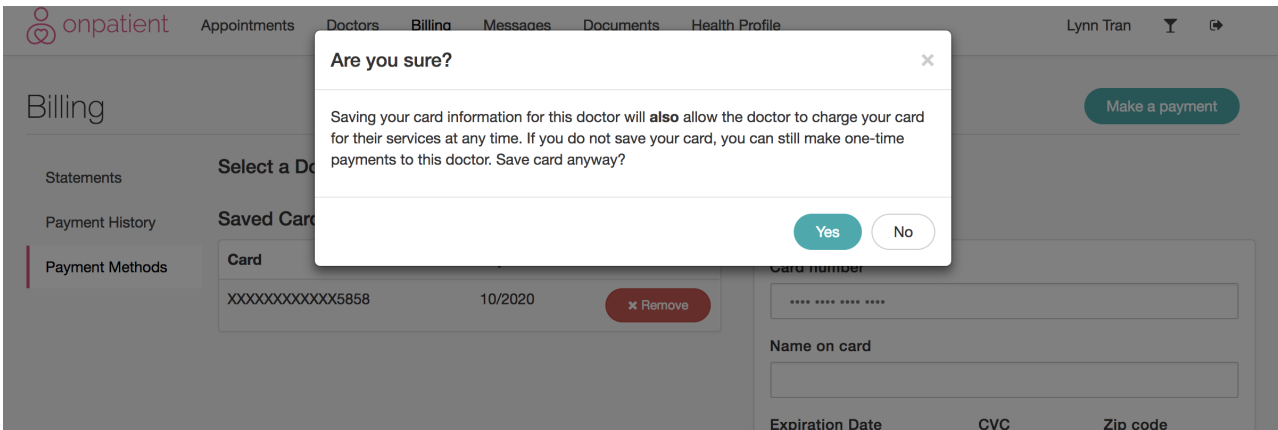 onpatient Appointments Doctors Billing Messages Documents Health Profile Lynn Tran
Are you sure? ×
Saving your card information for this doctor will also allow the doctor to charge your card
for their services at any time. If you do not save your card, you can still make one-time
payments to this doctor. Save card anyway?
Yes No
Billing
Make a payment
Statements
Payment History
Payment Methods
Select a Do
Saved Card
Card
XXXXXXXXXXXX5858 10/2020 × Remove
Card number
•••• •••• •••• ••••
Name on card
Expiration Date CVC Zip code